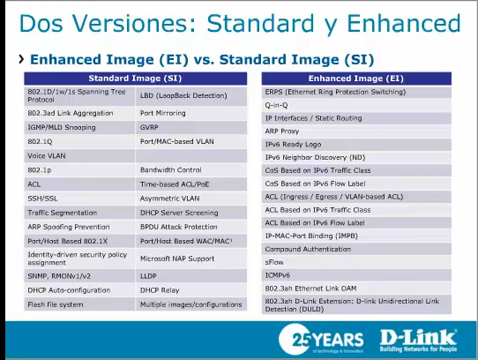 Dos Versiones: Standard y Enhanced
› Enhanced Image (EI) vs. Standard Image (SI)
Standard Image (SI)
802.1D/1w/1s Spanning Tree Protocol LBD (LoopBack Detection)
802.3ad Link Aggregation Port Mirroring
IGMP/MLD Snooping GVRP
802.1Q Port/MAC-based VLAN
Voice VLAN
802.1p Bandwidth Control
ACL Time-based ACL/PoE
SSH/SSL Asymmetric VLAN
Traffic Segmentation DHCP Server Screening
ARP Spoofing Prevention BPDU Attack Protection
Port/Host Based 802.1X Port/Host Based WAC/MAC¹
Identity-driven security policy assignment Microsoft NAP Support
SNMP, RMONv1/v2 LLDP
DHCP Auto-configuration DHCP Relay
Flash file system Multiple images/configurations
Enhanced Image (EI)
ERPS (Ethernet Ring Protection Switching)
Q-in-Q
IP Interfaces / Static Routing
ARP Proxy
IPv6 Ready Logo
IPv6 Neighbor Discovery (ND)
CoS Based on IPv6 Traffic Class
CoS Based on IPv6 Flow Label
ACL (Ingress / Egress / VLAN-based ACL)
ACL Based on IPv6 Traffic Class
ACL Based on IPv6 Flow Label
IP-MAC-Port Binding (IMPB)
Compound Authentication
sFlow
ICMPv6
802.3ah Ethernet Link OAM
802.3ah D-Link Extension: D-link Unidirectional Link
Detection (DULD)
25 YEARS
of technology & innovation
D-Link
Building Networks for People